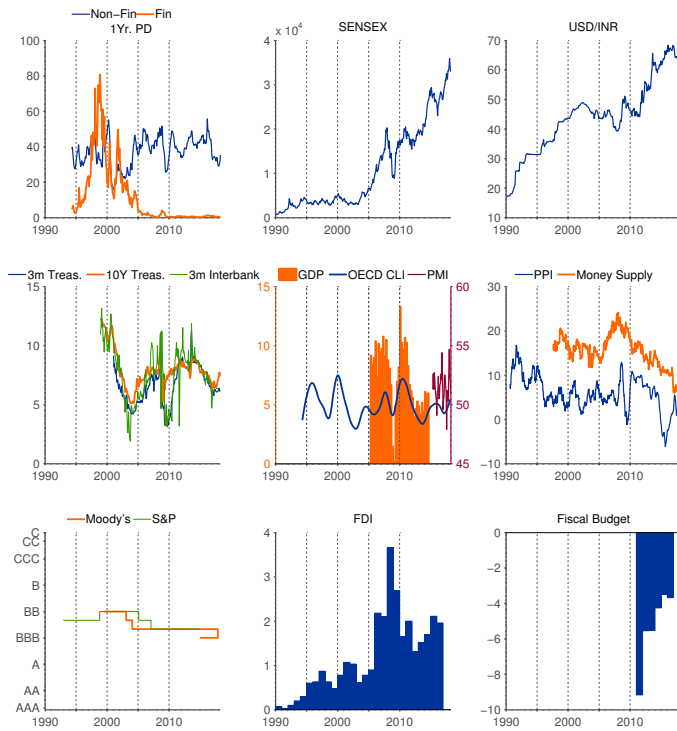 Non-Fin Fin
1Yr. PD
100
80
60
40
20
0
1990 2000 2010
x 10⁴ SENSEX
4
3
2
1
0
1990 2000 2010
USD/INR
70
60
50
40
30
20
10
1990 2000 2010
3m Treas. 10Y Treas. 3m Interbank
15
10
5
0
1990 2000 2010
GDP OECD CLI PMI
15
10
5
0
60
55
50
45
1990 2000 2010
PPI Money Supply
30
20
10
0
−10
1990 2000 2010
Moody's S&P
C
CC
CCC
B
BB
BBB
A
AA
AAA
1990 2000 2010
FDI
4
3
2
1
0
1990 2000 2010
Fiscal Budget
0
−2
−4
−6
−8
−10
1990 2000 2010